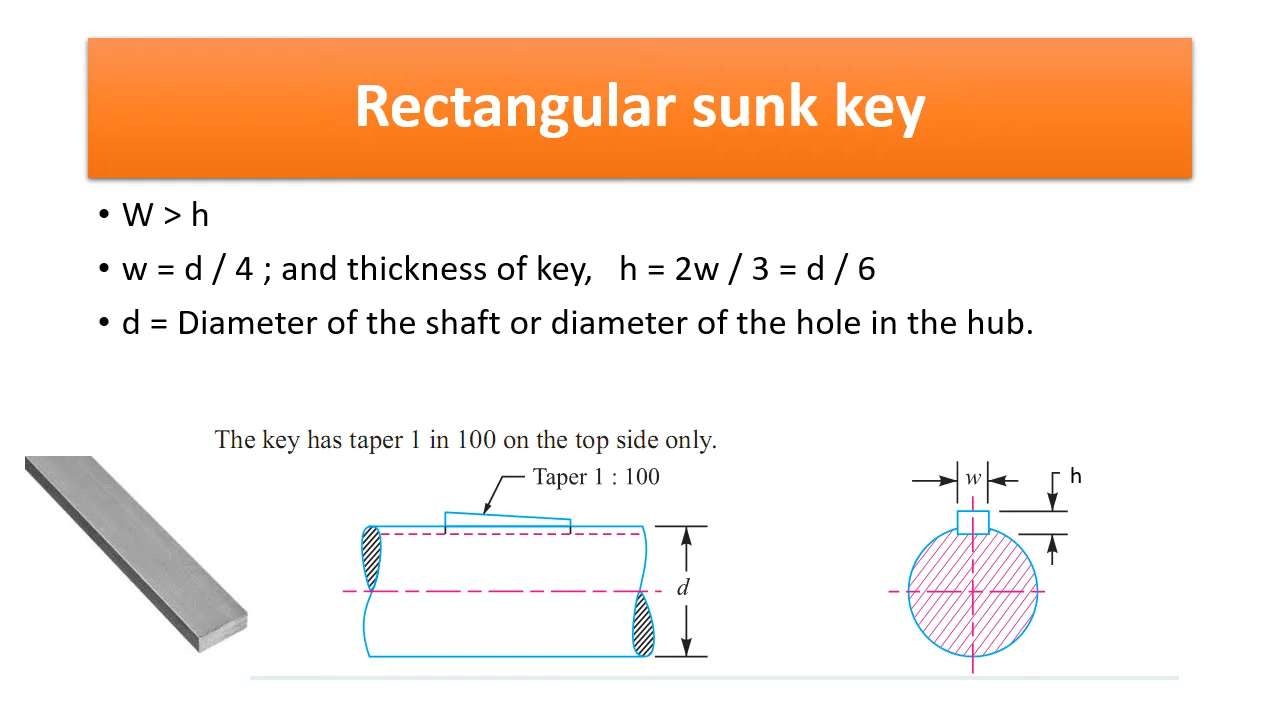 Rectangular sunk key
• W > h
• w = d / 4 ; and thickness of key, h = 2w / 3 = d / 6
• d = Diameter of the shaft or diameter of the hole in the hub.
The key has taper 1 in 100 on the top side only.
Taper 1 : 100
w
h
d